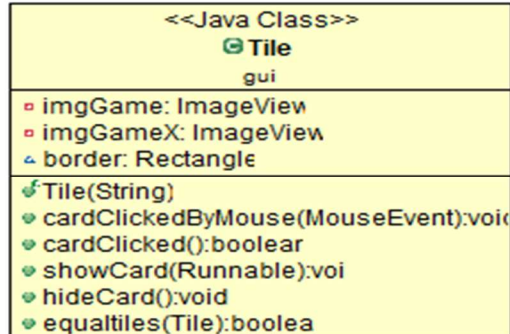 <<Java Class>>
Tile
gui
imgGame: ImageView
imgGameX: ImageView
border: Rectangle
Tile(String)
cardClickedByMouse(MouseEvent):void
cardClicked():boolear
showCard(Runnable):voi
hideCard():void
equaltiles(Tile):boolea